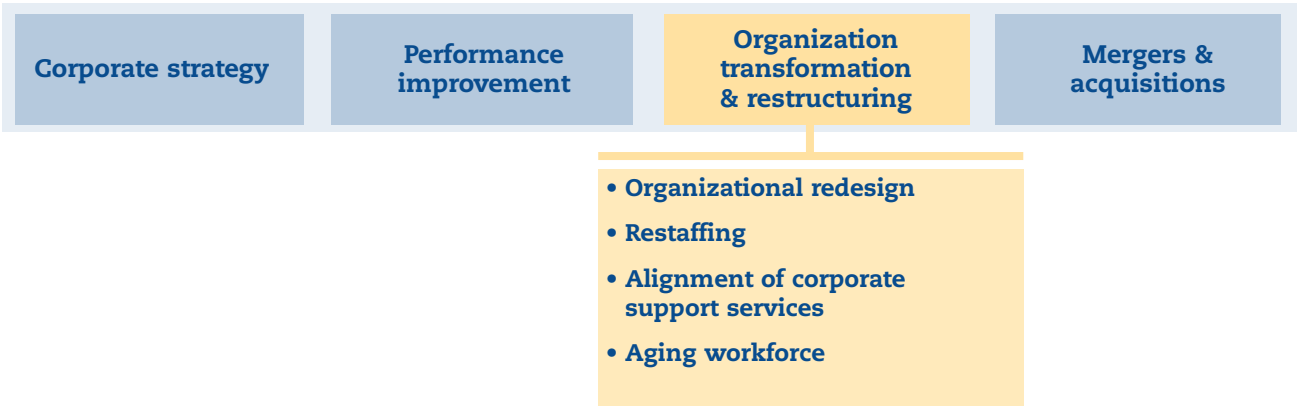 Corporate strategy
Performance
improvement
Organization
transformation
& restructuring
Mergers &
acquisitions
• Organizational redesign
• Restaffing
• Alignment of corporate
support services
• Aging workforce